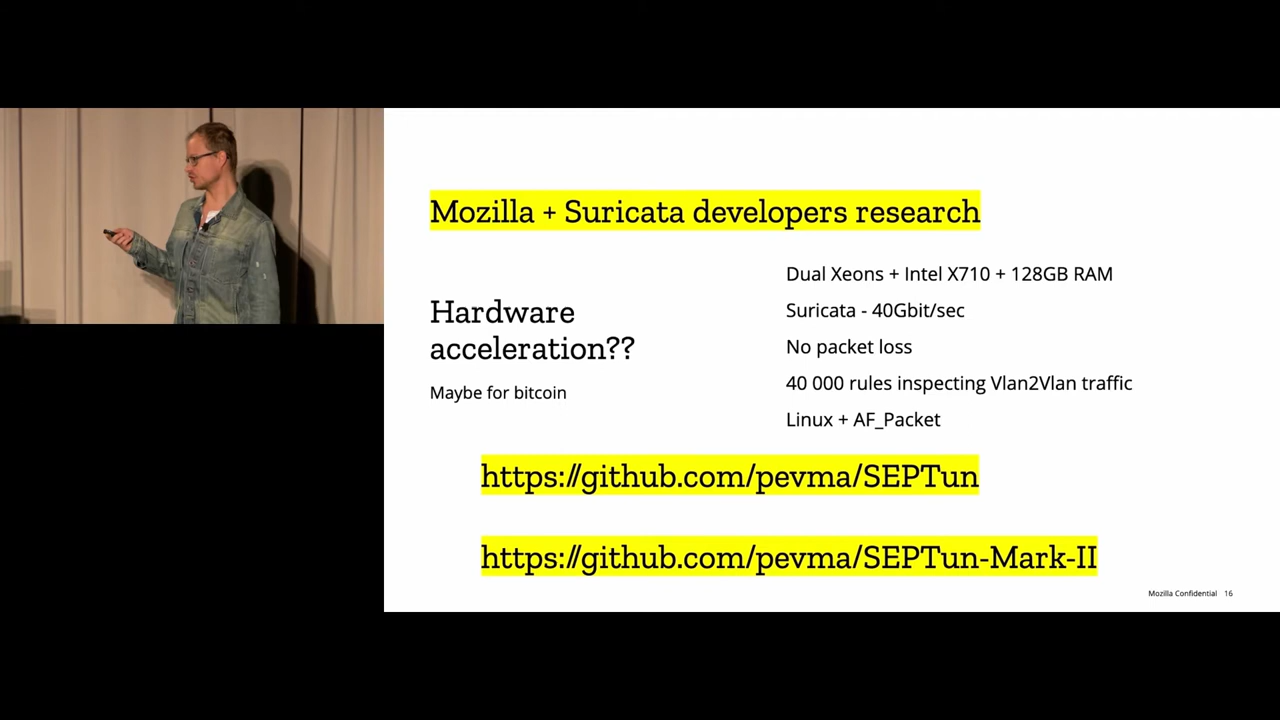 Mozilla + Suricata developers research
Hardware
acceleration??
Maybe for bitcoin
Dual Xeons + Intel X710 + 128GB RAM
Suricata - 40Gbit/sec
No packet loss
40 000 rules inspecting Vlan2Vlan traffic
Linux + AF_Packet
https://github.com/pevma/SEPTun
https://github.com/pevma/SEPTun-Mark-II
Mozilla Confidential 16